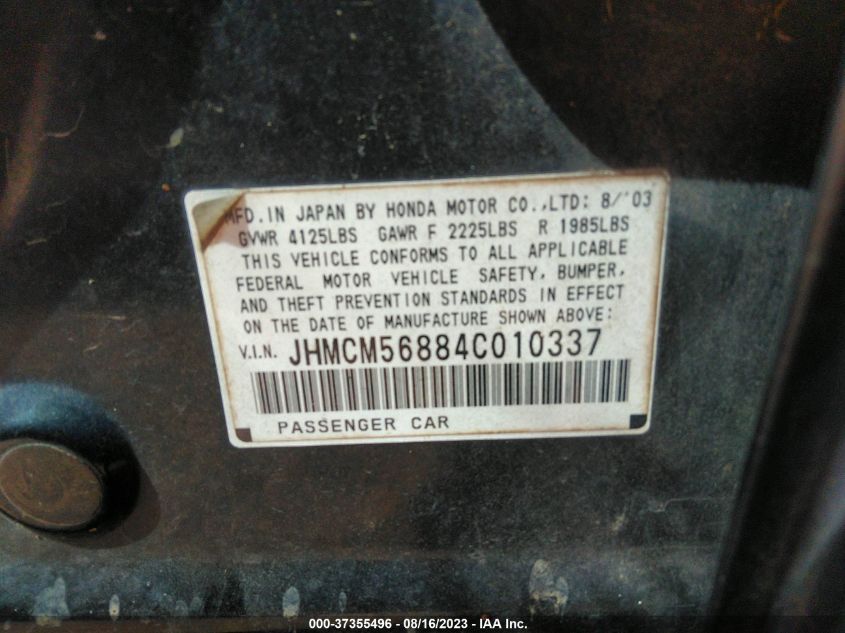 MFD. IN JAPAN BY HONDA MOTOR CO.,LTD: 8/'03
GVWR 4125LBS GAWR F 2225LBS R 1985LBS
THIS VEHICLE CONFORMS TO ALL APPLICABLE
FEDERAL MOTOR VEHICLE SAFETY, BUMPER,
AND THEFT PREVENTION STANDARDS IN EFFECT
ON THE DATE OF MANUFACTURE SHOWN ABOVE:
V.I.N. JHMCM56884C010337
PASSENGER CAR
000-37355496 - 08/16/2023 - IAA Inc.